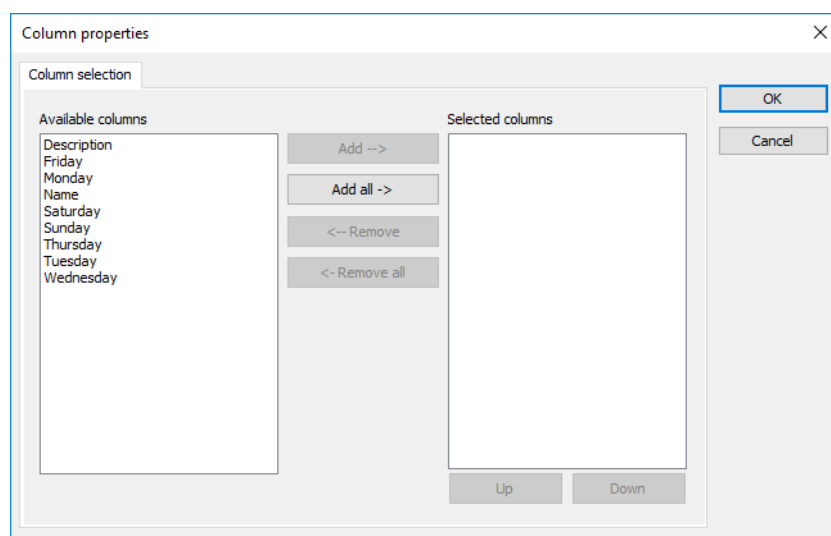 Column properties
Column selection
OK
Available columns
Selected columns
Cancel
Description
Friday
Monday
Name
Saturday
Sunday
Thursday
Tuesday
Wednesday
Add -->
Add all ->
<-- Remove
<- Remove all
Up
Down